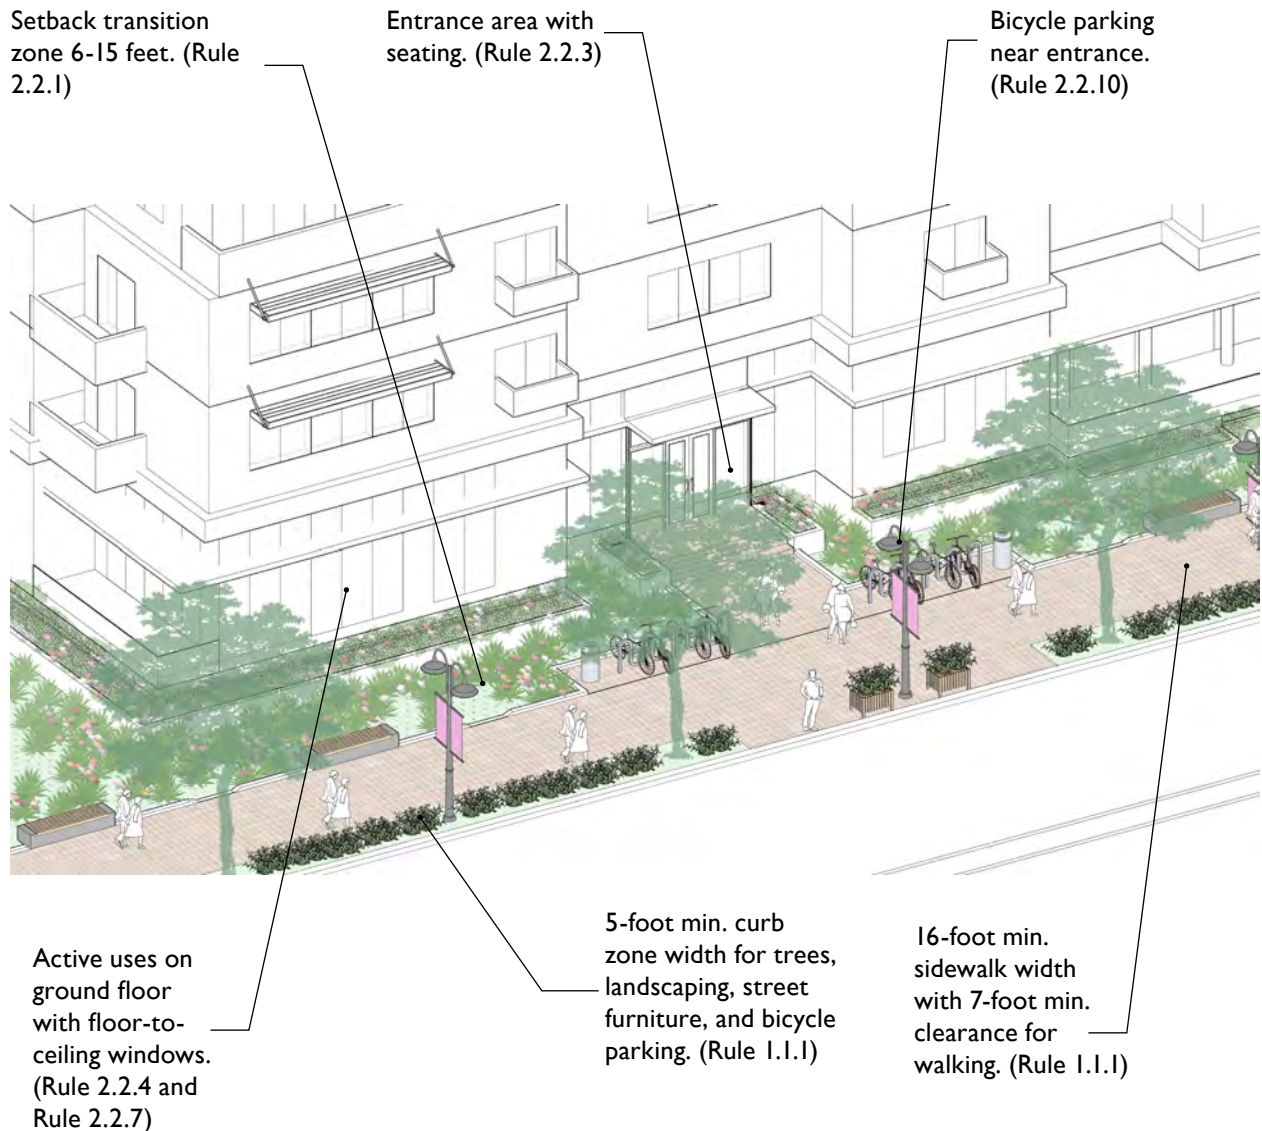 Setback transition
zone 6-15 feet. (Rule
2.2.1)
Entrance area with
seating. (Rule 2.2.3)
Bicycle parking
near entrance.
(Rule 2.2.10)
Active uses on
ground floor
with floor-to-
ceiling windows.
(Rule 2.2.4 and
Rule 2.2.7)
5-foot min. curb
zone width for trees,
landscaping, street
furniture, and bicycle
parking. (Rule 1.1.1)
16-foot min.
sidewalk width
with 7-foot min.
clearance for
walking. (Rule 1.1.1)